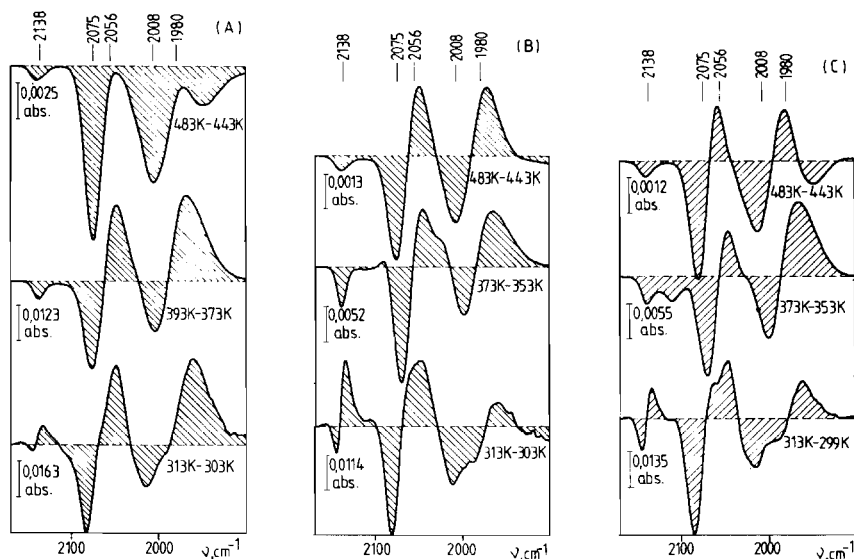 (A)
2138
2075
2056
2008
1980
0,0025
abs.
483K-443K
0,0123
abs.
393K-373K
0,0163
abs.
313K-303K
2100
2000
ν,cm⁻¹
(B)
2138
2075
2056
2008
1980
0,0013
abs.
483K-443K
0,0052
abs.
373K-353K
0,0114
abs.
313K-303K
2100
2000
ν,cm⁻¹
(C)
2138
2075
2056
2008
1980
0,0012
abs.
483K-443K
0,0055
abs.
373K-353K
0,0135
abs.
313K-299K
2100
2000
ν,cm⁻¹